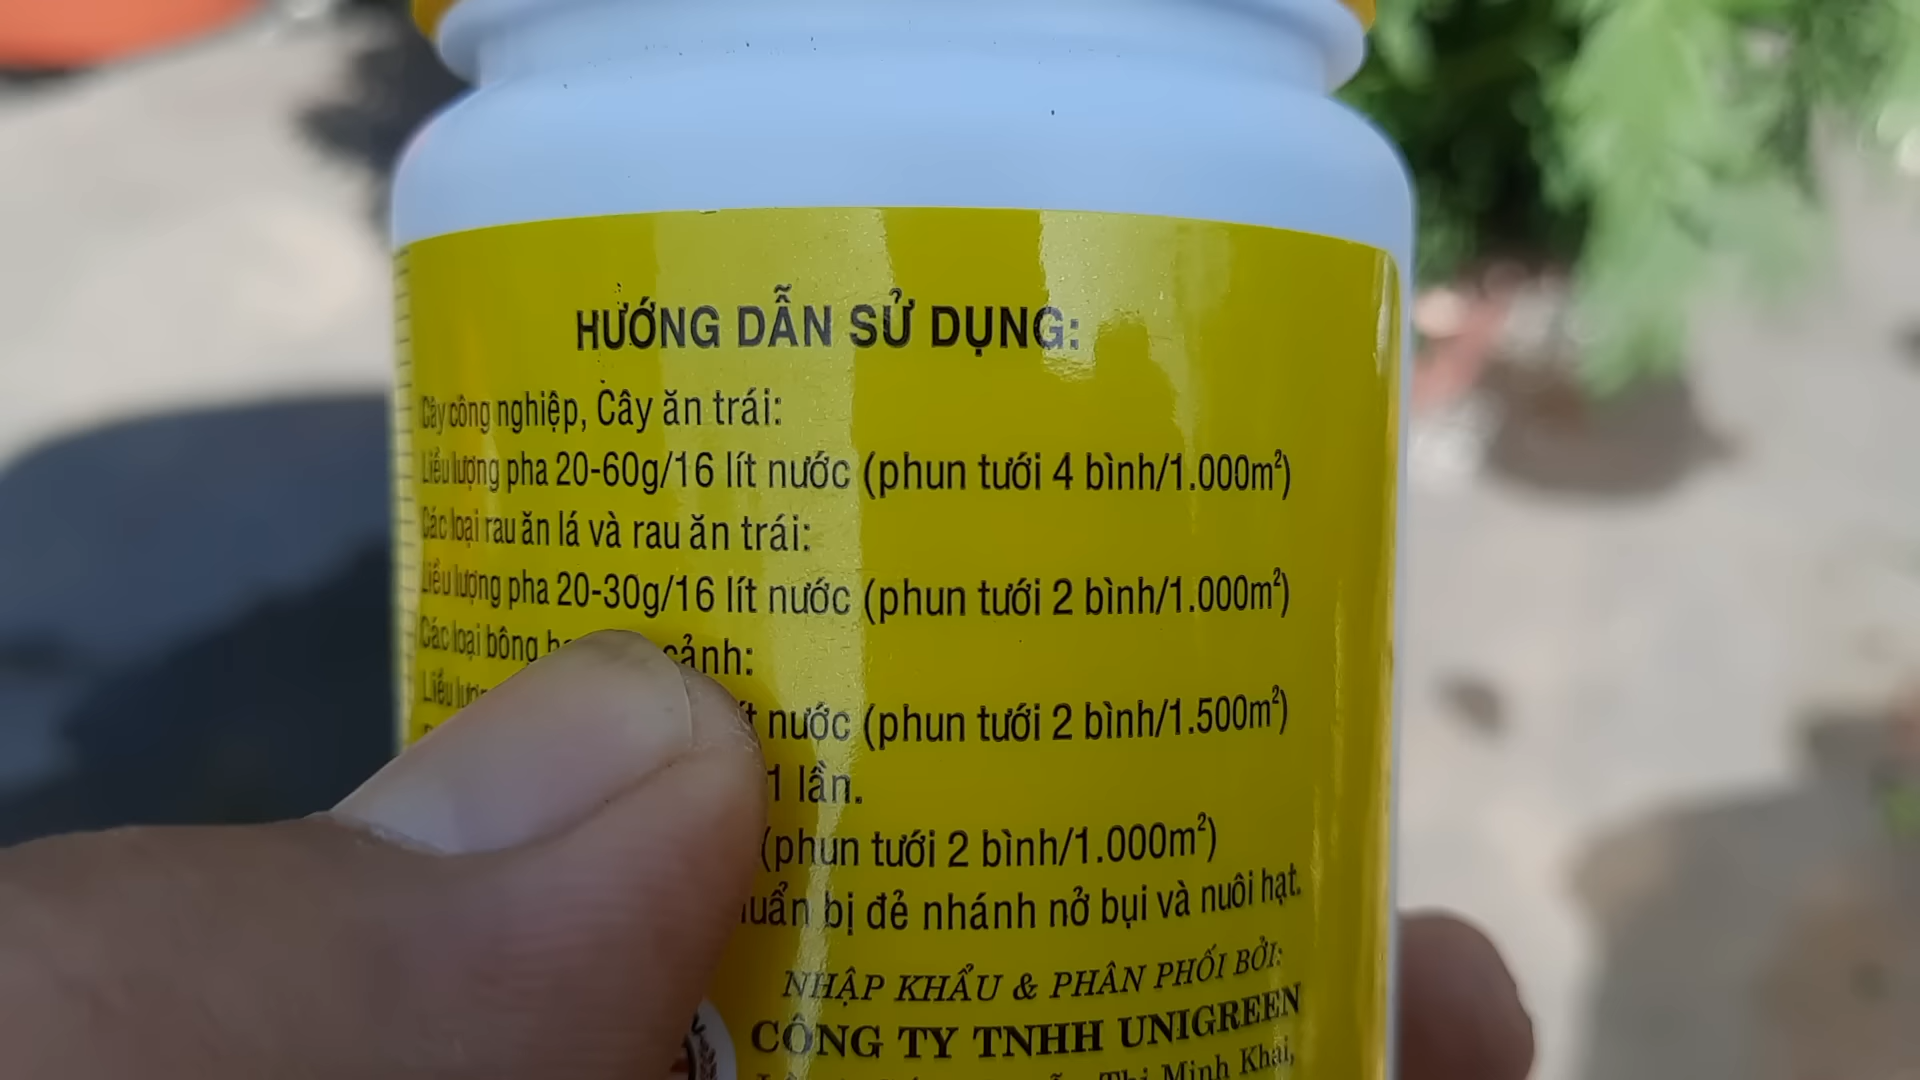 HƯỚNG DẪN SỬ DỤNG:
Cây công nghiệp, Cây ăn trái:
Liều lượng pha 20-60g/16 lít nước (phun tưới 4 bình/1.000m²)
Các loại rau ăn lá và rau ăn trái:
Liều lượng pha 20-30g/16 lít nước (phun tưới 2 bình/1.000m²)
Các loại bông cảnh:
Liều nước (phun tưới 2 bình/1.500m²)
1 lần.
(phun tưới 2 bình/1.000m²)
bị đẻ nhánh nở bụi và nuôi hạt.
NHẬP KHẨU & PHÂN PHỐI BỞI:
CÔNG TY TNHH UNIGREEN
Thị Minh Khai,